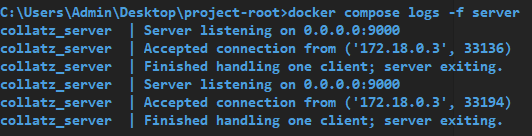 C:\Users\Admin\Desktop\project-root>docker compose logs -f server
collatz_server  | Server listening on 0.0.0.0:9000
collatz_server  | Accepted connection from ('172.18.0.3', 33136)
collatz_server  | Finished handling one client; server exiting.
collatz_server  | Server listening on 0.0.0.0:9000
collatz_server  | Accepted connection from ('172.18.0.3', 33194)
collatz_server  | Finished handling one client; server exiting.